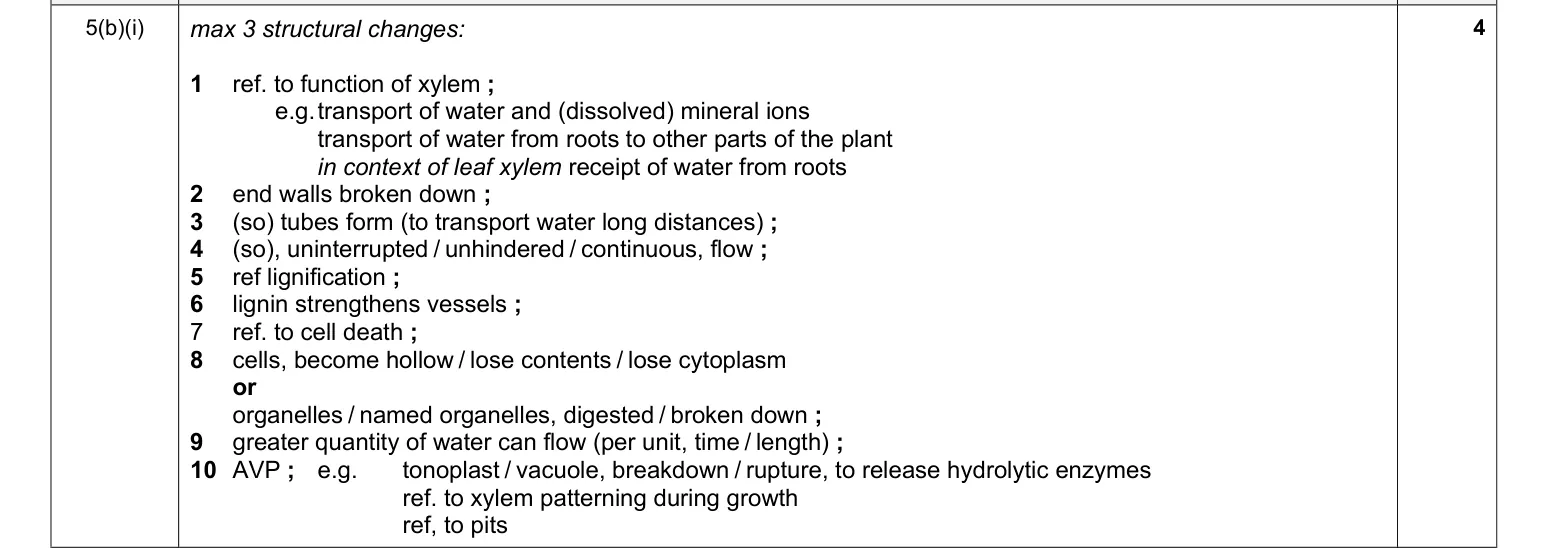 5(b)(i) max 3 structural changes: 4
1 ref. to function of xylem ;
e.g. transport of water and (dissolved) mineral ions
transport of water from roots to other parts of the plant
in context of leaf xylem receipt of water from roots
2 end walls broken down ;
3 (so) tubes form (to transport water long distances) ;
4 (so), uninterrupted / unhindered / continuous, flow ;
5 ref lignification ;
6 lignin strengthens vessels ;
7 ref. to cell death ;
8 cells, become hollow / lose contents / lose cytoplasm
or
organelles / named organelles, digested / broken down ;
9 greater quantity of water can flow (per unit, time / length) ;
10 AVP ; e.g. tonoplast / vacuole, breakdown / rupture, to release hydrolytic enzymes
ref. to xylem patterning during growth
ref, to pits